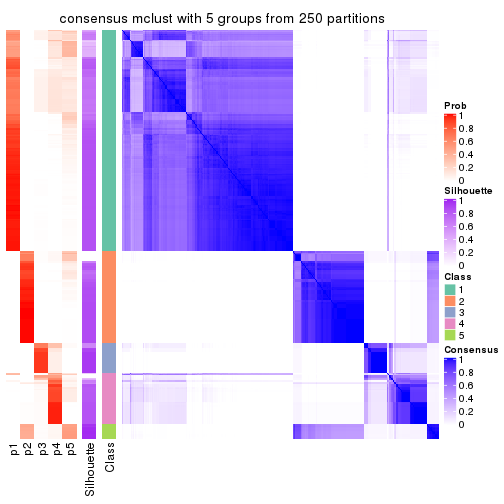 consensus mclust with 5 groups from 250 partitions
Prob
1
0.8
0.6
0.4
0.2
0
Silhouette
1
0.8
0.6
0.4
0.2
0
Class
1
2
3
4
5
Consensus
1
0.8
0.6
0.4
0.2
0
p1
p2
p3
p4
p5
Silhouette
Class